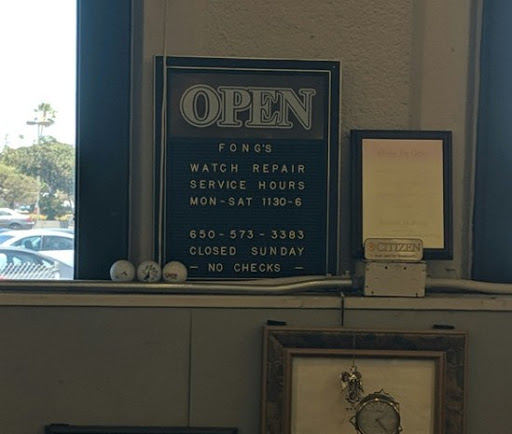 OPEN
FONG'S
WATCH REPAIR
SERVICE HOURS
MON-SAT 1130-6
650-573-3383
CLOSED SUNDAY
- NO CHECKS -
CITIZEN